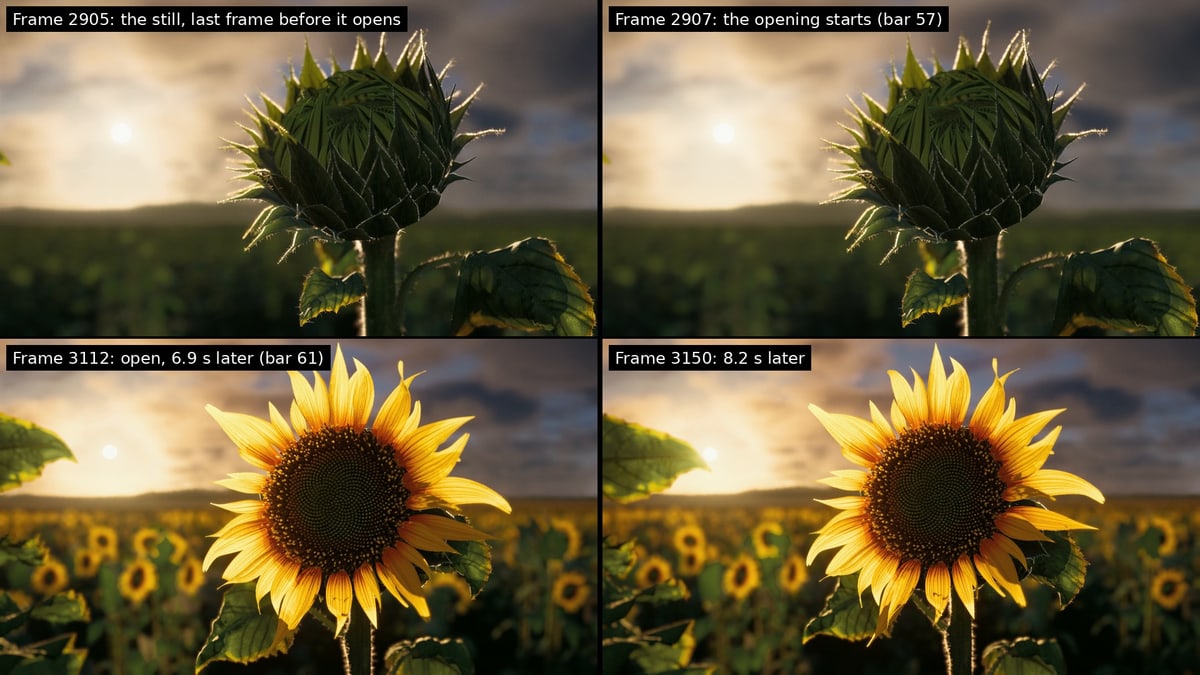 Frame 2905: the still, last frame before it opens
Frame 2907: the opening starts (bar 57)
Frame 3112: open, 6.9 s later (bar 61)
Frame 3150: 8.2 s later